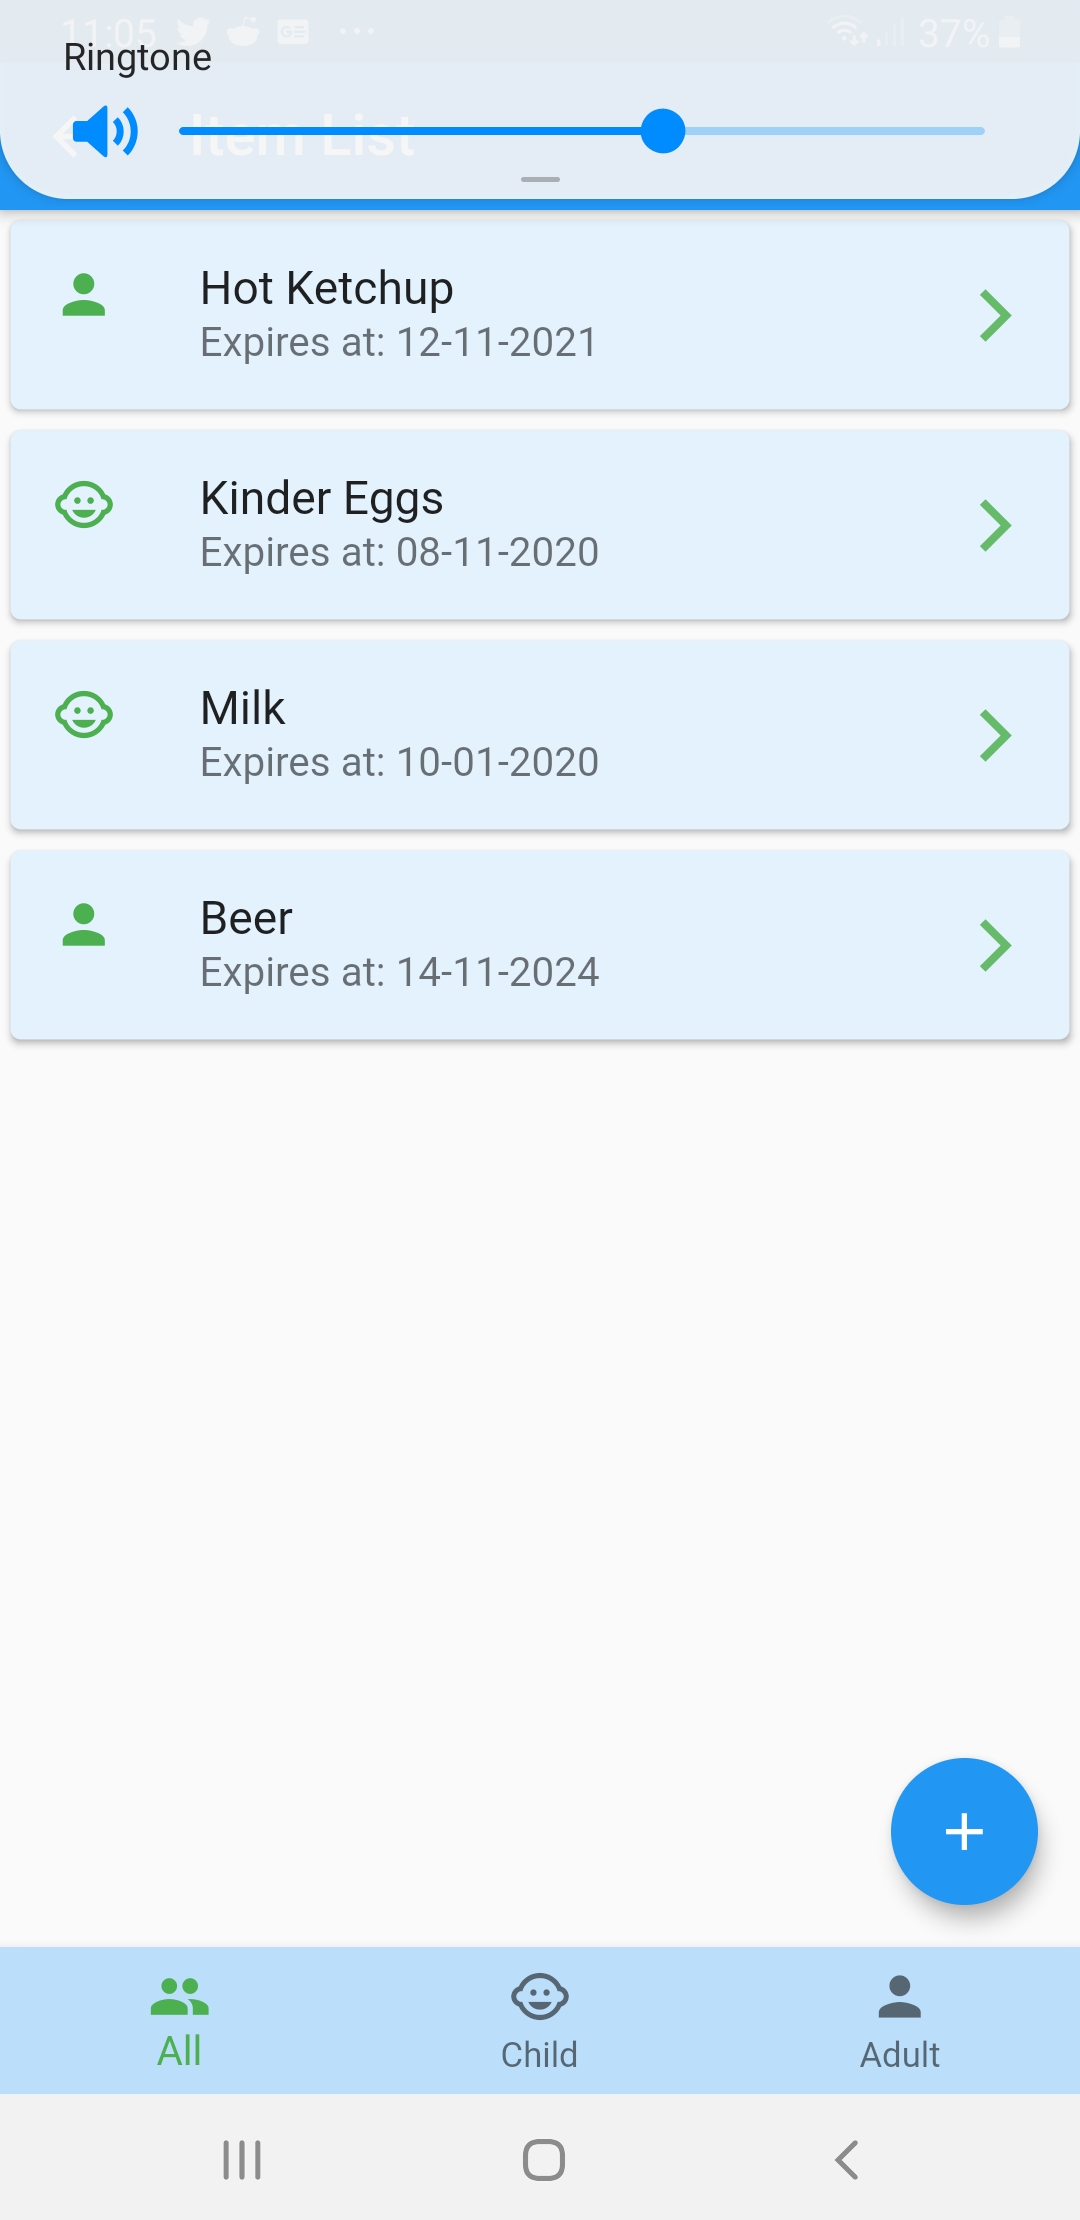 11:05 37%
Ringtone
Item List
Hot Ketchup
Expires at: 12-11-2021
Kinder Eggs
Expires at: 08-11-2020
Milk
Expires at: 10-01-2020
Beer
Expires at: 14-11-2024
All
Child
Adult